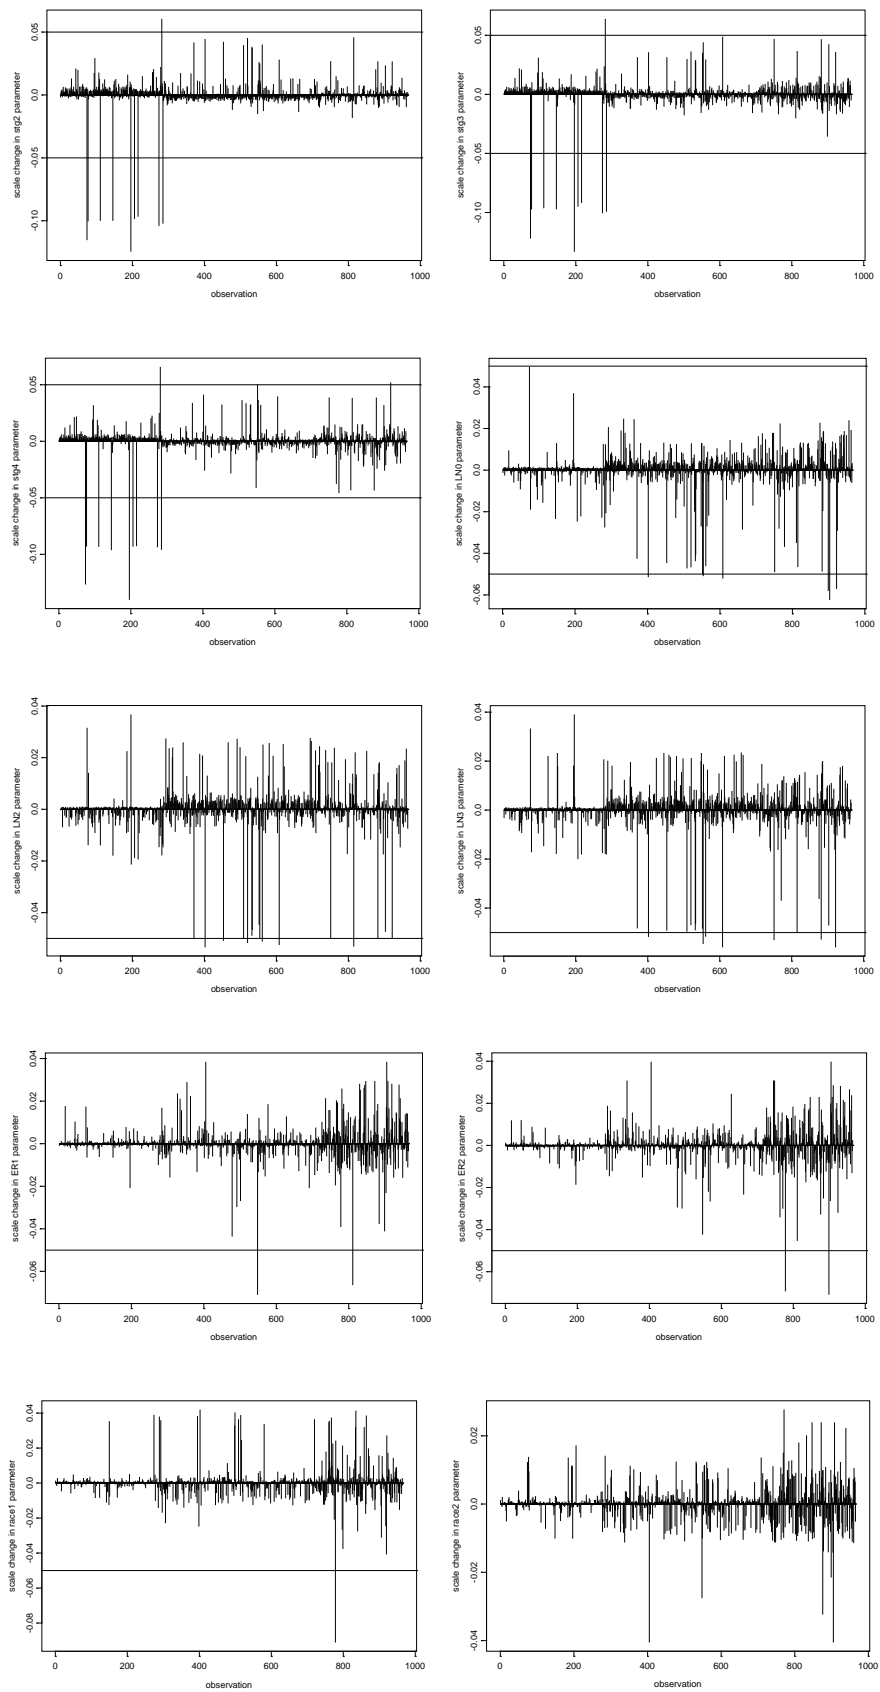 scale change in stg2 parameter
0.05
0.0
-0.05
-0.10
0 200 400 600 800 1000
observation
scale change in stg3 parameter
0.05
0.0
-0.05
-0.10
0 200 400 600 800 1000
observation
scale change in stg4 parameter
0.05
0.0
-0.05
-0.10
0 200 400 600 800 1000
observation
scale change in LN0 parameter
0.04
0.02
0.0
-0.02
-0.04
-0.06
0 200 400 600 800 1000
observation
scale change in LN2 parameter
0.04
0.02
0.0
-0.02
-0.04
0 200 400 600 800 1000
observation
scale change in LN3 parameter
0.04
0.02
0.0
-0.02
-0.04
0 200 400 600 800 1000
observation
scale change in ER1 parameter
0.04
0.02
0.0
-0.02
-0.04
-0.06
0 200 400 600 800 1000
observation
scale change in ER2 parameter
0.04
0.02
0.0
-0.02
-0.04
-0.06
0 200 400 600 800 1000
observation
scale change in race1 parameter
0.04
0.02
0.0
-0.02
-0.04
-0.06
-0.08
0 200 400 600 800 1000
observation
scale change in race2 parameter
0.02
0.0
-0.02
-0.04
0 200 400 600 800 1000
observation